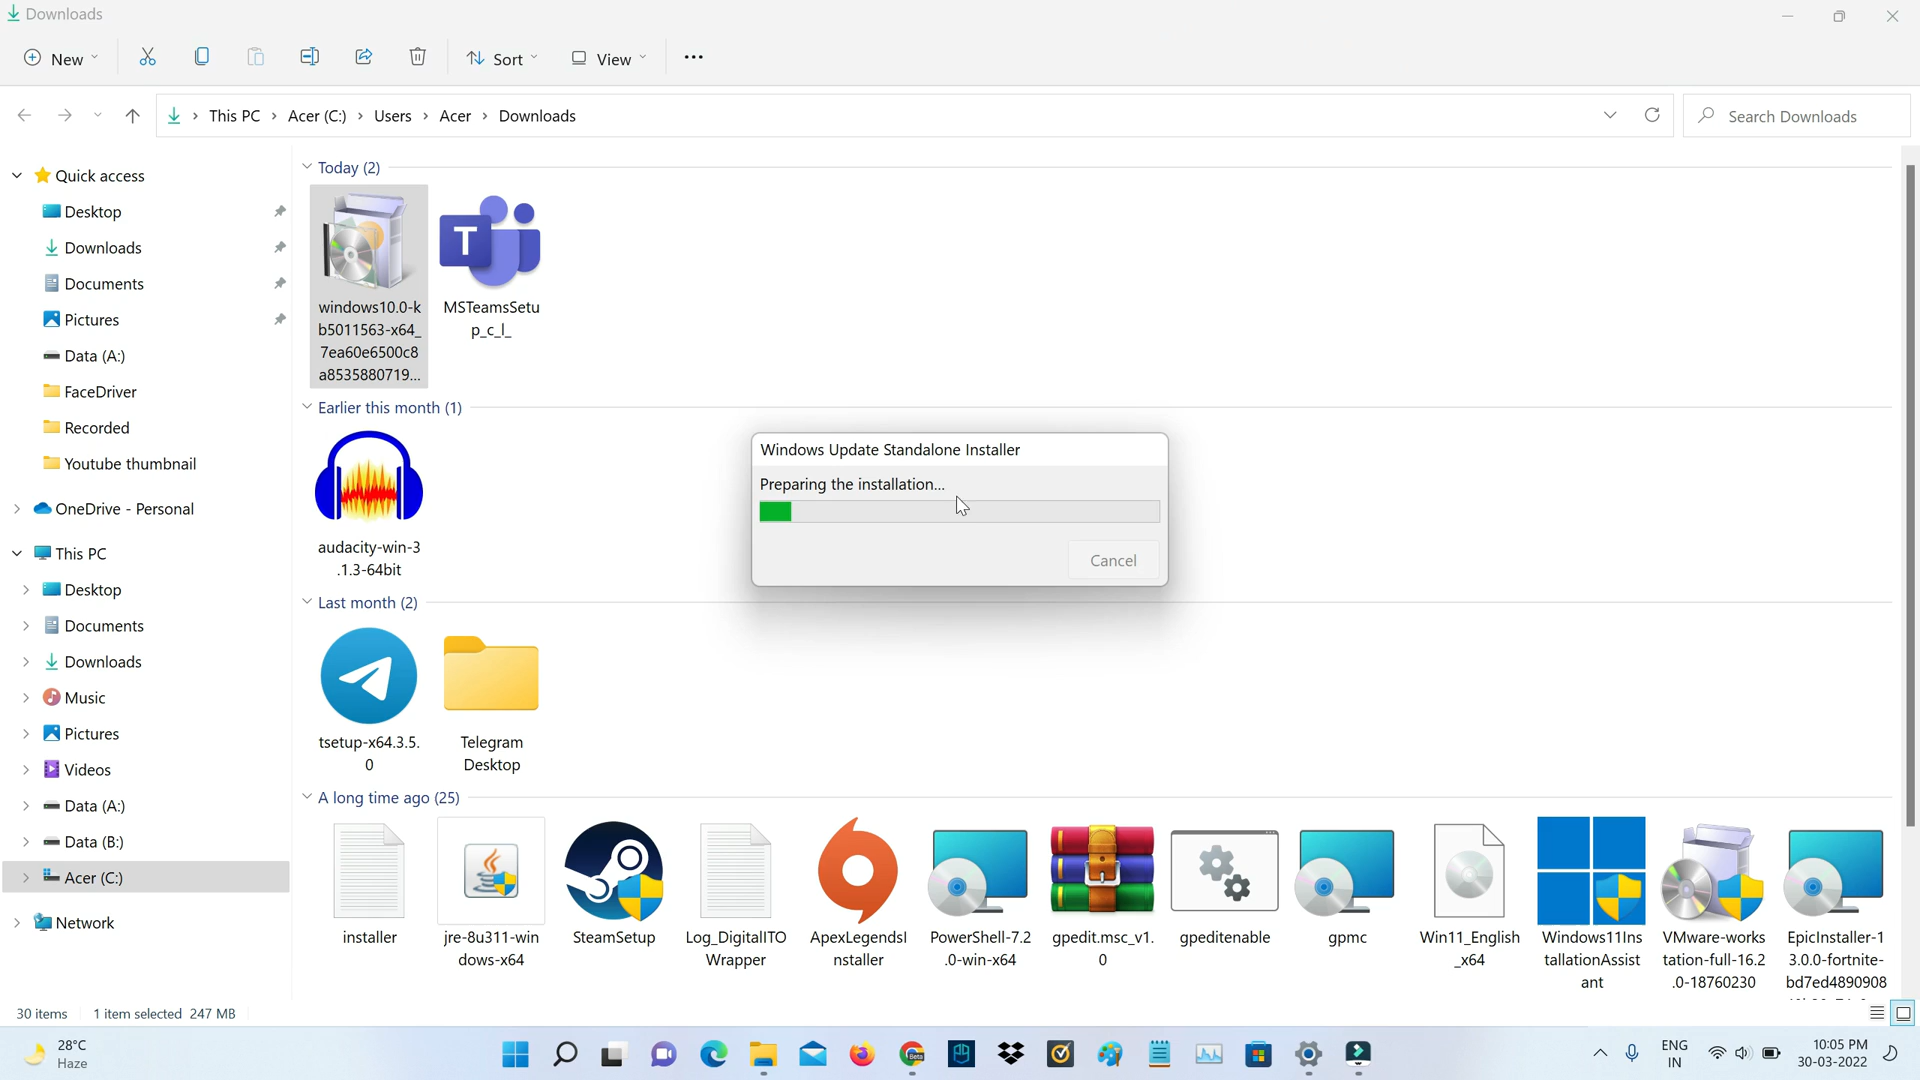 Downloads
New
Sort
View
This PC > Acer (C:) > Users > Acer > Downloads
Search Downloads
Quick access
Desktop
Downloads
Documents
Pictures
Data (A:)
FaceDriver
Recorded
Youtube thumbnail
OneDrive - Personal
This PC
Desktop
Documents
Downloads
Music
Pictures
Videos
Data (A:)
Data (B:)
Acer (C:)
Network
Today (2)
windows10.0-k
b5011563-x64_
7ea60e6500c8
a8535880719...
T
MSTeamsSetu
p_c_l_
Earlier this month (1)
audacity-win-3
.1.3-64bit
Last month (2)
tsetup-x64.3.5.
0
Telegram
Desktop
A long time ago (25)
installer
jre-8u311-win
dows-x64
SteamSetup
Log_DigitalITO
Wrapper
ApexLegendsI
nstaller
PowerShell-7.2
.0-win-x64
gpedit.msc_v1.
0
gpeditenable
gpmc
Win11_English
_x64
Windows11Ins
tallationAssist
ant
VMware-works
tation-full-16.2
.0-18760230
EpicInstaller-1
3.0.0-fortnite-
bd7ed4890908
Windows Update Standalone Installer
Preparing the installation...
Cancel
30 items
1 item selected 247 MB
28°C
Haze
Beta
ENG
IN
10:05 PM
30-03-2022